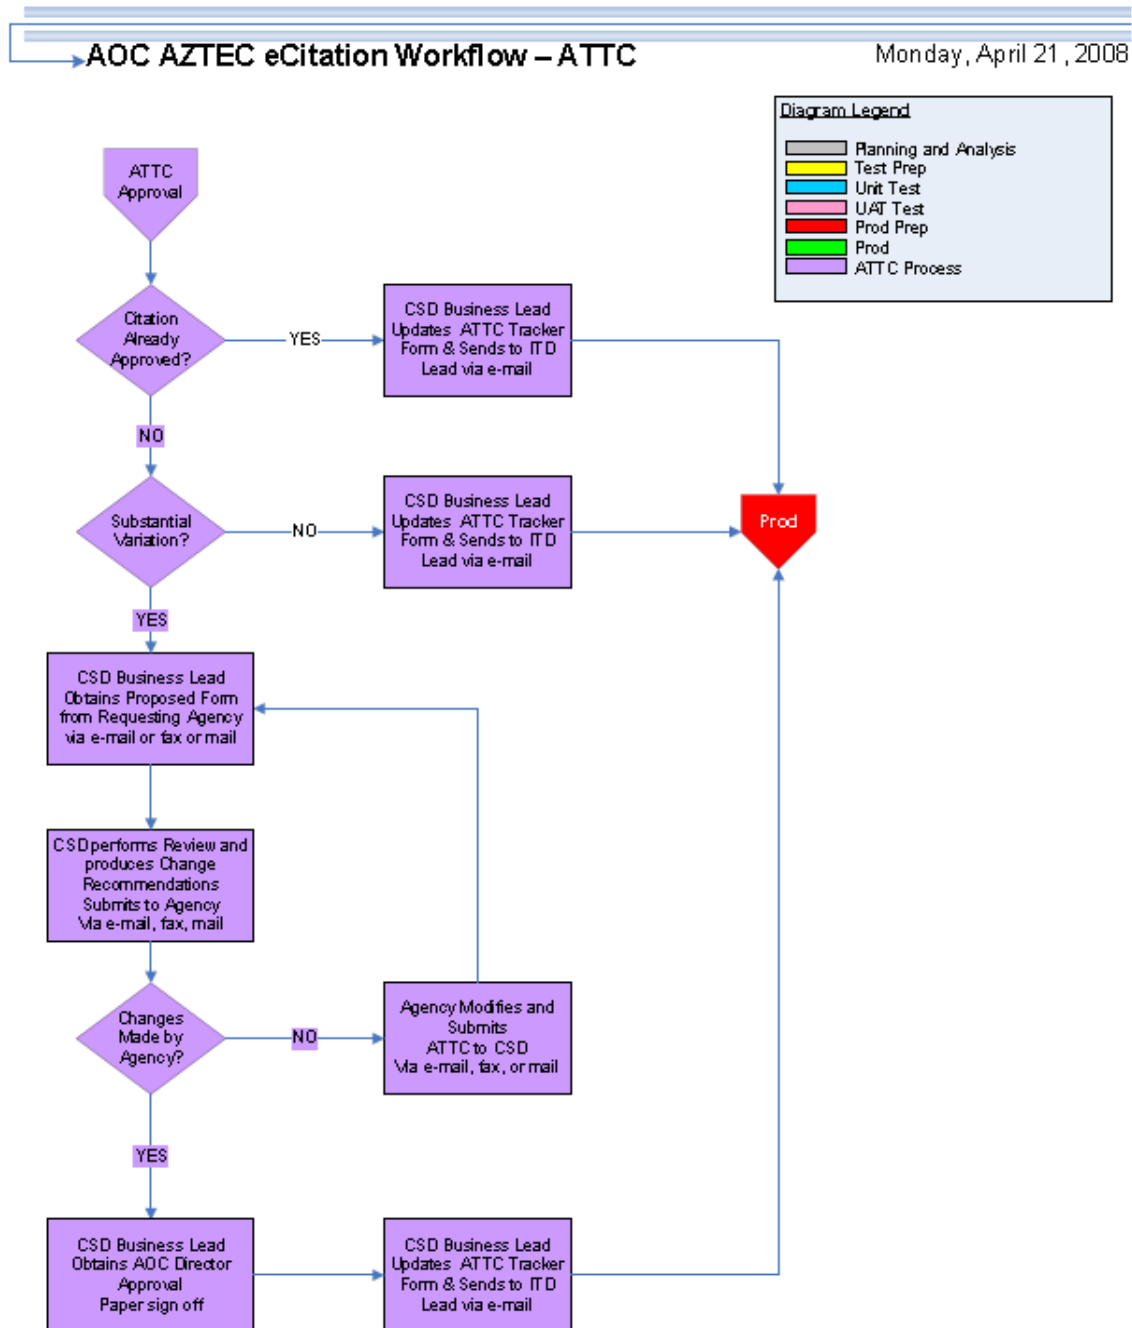 AOC AZTEC eCitation Workflow – ATTC
Monday, April 21, 2008
Diagram Legend
Planning and Analysis
Test Prep
Unit Test
UAT Test
Prod Prep
Prod
ATTC Process
ATTC
Approval
Citation
Already
Approved?
YES
CSD Business Lead
Updates ATTC Tracker
Form & Sends to ITD
Lead via e-mail
NO
Substantial
Variation?
NO
CSD Business Lead
Updates ATTC Tracker
Form & Sends to ITD
Lead via e-mail
Prod
YES
CSD Business Lead
Obtains Proposed Form
from Requesting Agency
via e-mail or fax or mail
CSD performs Review and
produces Change
Recommendations
Submits to Agency
Via e-mail, fax, mail
Changes
Made by
Agency?
NO
Agency Modifies and
Submits
ATTC to CSD
Via e-mail, fax, or mail
YES
CSD Business Lead
Obtains AOC Director
Approval
Paper sign off
CSD Business Lead
Updates ATTC Tracker
Form & Sends to ITD
Lead via e-mail